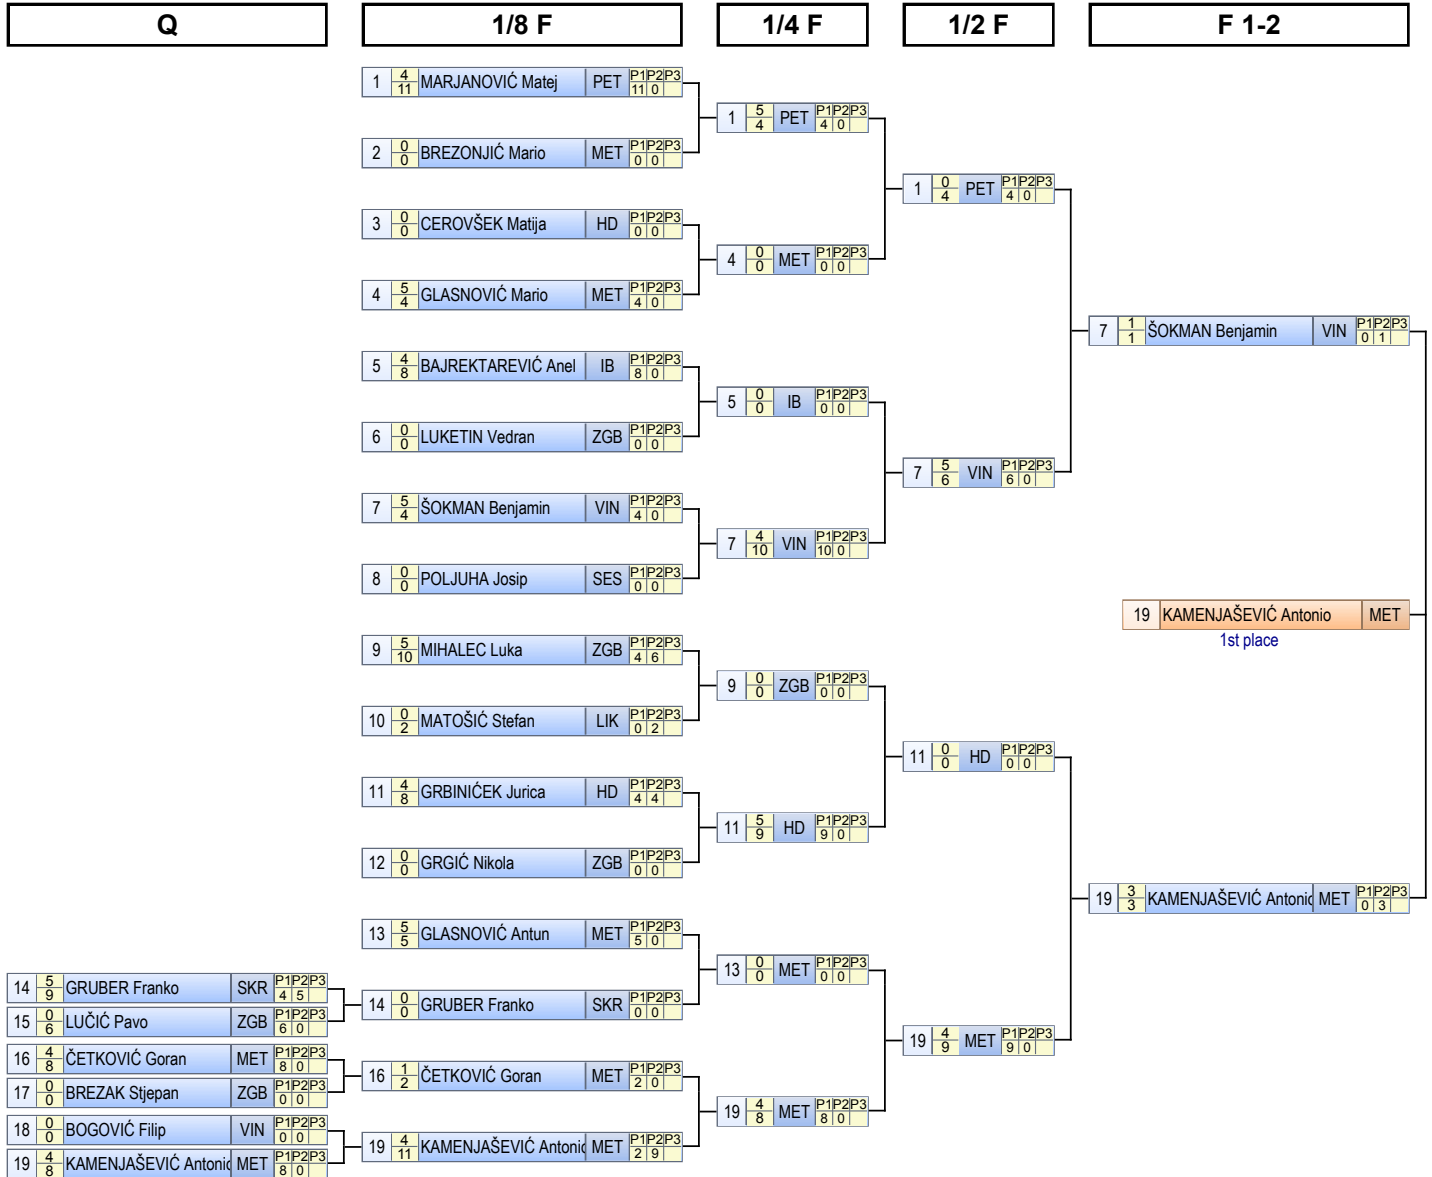 Q 1/8 F 1/4 F 1/2 F F 1-2
1 4 11 MARJANOVIĆ Matej PET P1 P2 P3 11 0
1 5 4 PET P1 P2 P3 4 0
2 0 0 BREZONJIĆ Mario MET P1 P2 P3 0 0
1 0 4 PET P1 P2 P3 4 0
3 0 0 CEROVŠEK Matija HD P1 P2 P3 0 0
4 0 0 MET P1 P2 P3 0 0
4 5 4 GLASNOVIĆ Mario MET P1 P2 P3 4 0
7 1 1 ŠOKMAN Benjamin VIN P1 P2 P3 0 1
5 4 8 BAJREKTAREVIĆ Anel IB P1 P2 P3 8 0
5 0 0 IB P1 P2 P3 0 0
6 0 0 LUKETIN Vedran ZGB P1 P2 P3 0 0
7 5 6 VIN P1 P2 P3 6 0
7 5 4 ŠOKMAN Benjamin VIN P1 P2 P3 4 0
7 4 10 VIN P1 P2 P3 10 0
8 0 0 POLJUHA Josip SES P1 P2 P3 0 0
19 KAMENJAŠEVIĆ Antonio MET
1st place
9 5 10 MIHALEC Luka ZGB P1 P2 P3 4 6
9 0 0 ZGB P1 P2 P3 0 0
10 0 2 MATOŠIĆ Stefan LIK P1 P2 P3 0 2
11 0 0 HD P1 P2 P3 0 0
11 4 8 GRBINIĆEK Jurica HD P1 P2 P3 4 4
11 5 9 HD P1 P2 P3 9 0
12 0 0 GRGIĆ Nikola ZGB P1 P2 P3 0 0
19 3 3 KAMENJAŠEVIĆ Antonio MET P1 P2 P3 0 3
13 5 5 GLASNOVIĆ Antun MET P1 P2 P3 5 0
13 0 0 MET P1 P2 P3 0 0
14 5 9 GRUBER Franko SKR P1 P2 P3 4 5
14 0 0 GRUBER Franko SKR P1 P2 P3 0 0
15 0 6 LUČIĆ Pavo ZGB P1 P2 P3 6 0
19 4 9 MET P1 P2 P3 9 0
16 4 8 ČETKOVIĆ Goran MET P1 P2 P3 8 0
16 1 2 ČETKOVIĆ Goran MET P1 P2 P3 2 0
17 0 0 BREZAK Stjepan ZGB P1 P2 P3 0 0
19 4 8 MET P1 P2 P3 8 0
18 0 0 BOGOVIĆ Filip VIN P1 P2 P3 0 0
19 4 11 KAMENJAŠEVIĆ Antonio MET P1 P2 P3 2 9
19 4 8 KAMENJAŠEVIĆ Antonio MET P1 P2 P3 8 0